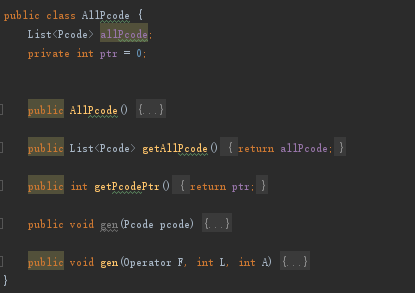 public class AllPcode {
List<Pcode> allPcode;
private int ptr = 0;
public AllPcode() {...}
public List<Pcode> getAllPcode() { return allPcode; }
public int getPcodePtr() { return ptr; }
public void gen(Pcode pcode) {...}
public void gen(Operator F, int L, int A) {...}
}